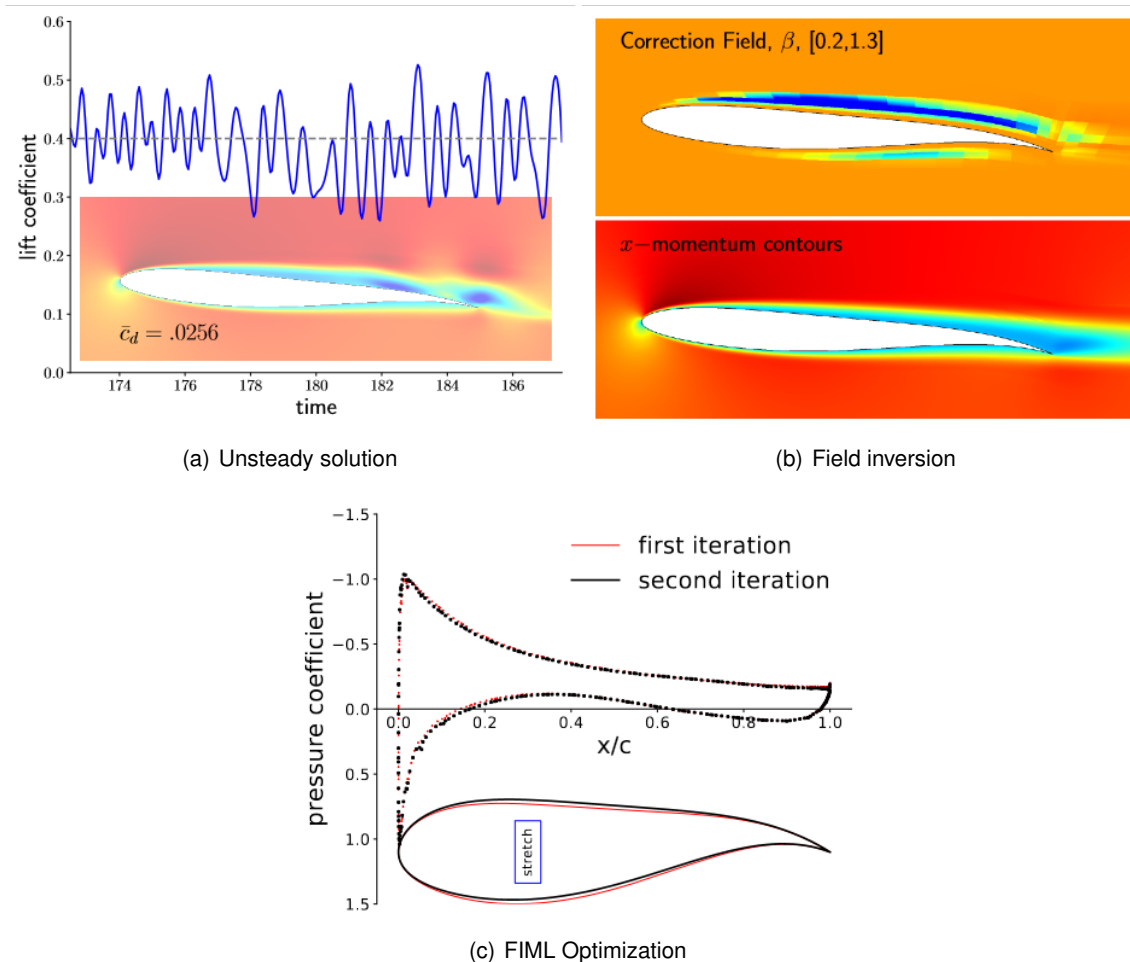 0.6
0.5
0.4
0.3
0.2
0.1
0.0
lift coefficient
174 176 178 180 182 184 186
time
c̄_d = .0256
(a) Unsteady solution
Correction Field, β, [0.2,1.3]
x−momentum contours
(b) Field inversion
−1.5
−1.0
−0.5
0.0
0.5
1.0
1.5
pressure coefficient
first iteration
second iteration
0.0 0.2 0.4 0.6 0.8 1.0
x/c
stretch
(c) FIML Optimization